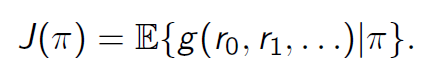 J(π) = 𝔼{g(r₀, r₁, . . .)|π}.